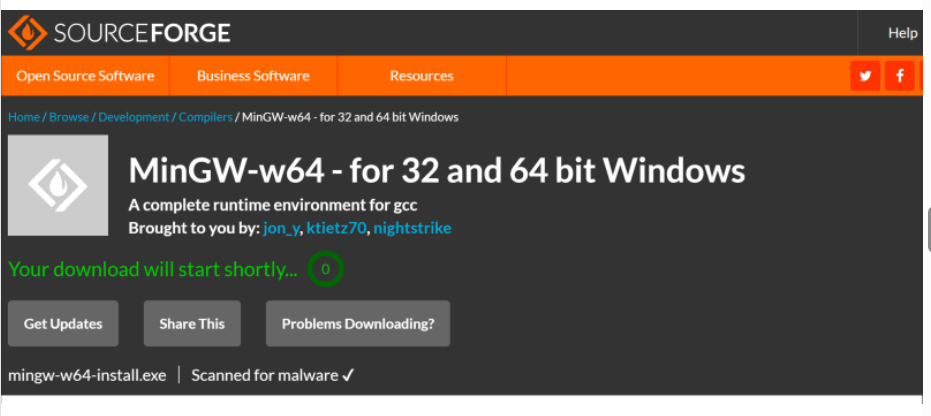 SOURCEFORGE
Help
Open Source Software
Business Software
Resources
Home / Browse / Development / Compilers / MinGW-w64 - for 32 and 64 bit Windows
MinGW-w64 - for 32 and 64 bit Windows
A complete runtime environment for gcc
Brought to you by: jon_y, ktietz70, nightstrike
Your download will start shortly... 0
Get Updates
Share This
Problems Downloading?
mingw-w64-install.exe | Scanned for malware ✓